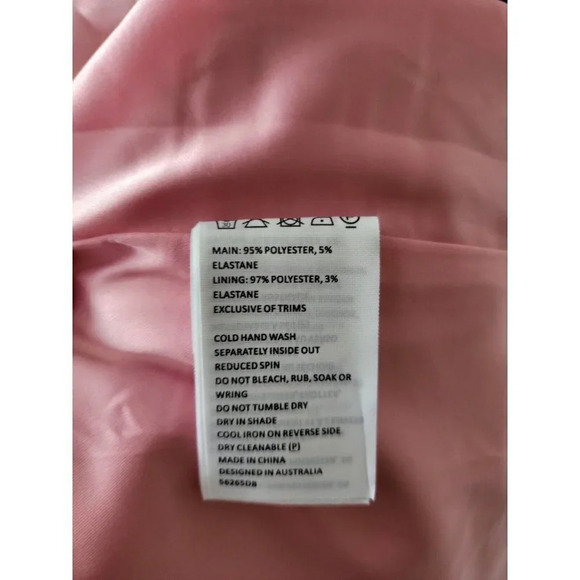 MAIN: 95% POLYESTER, 5%
ELASTANE
LINING: 97% POLYESTER, 3%
ELASTANE
EXCLUSIVE OF TRIMS
COLD HAND WASH
SEPARATELY INSIDE OUT
REDUCED SPIN
DO NOT BLEACH, RUB, SOAK OR
WRING
DO NOT TUMBLE DRY
DRY IN SHADE
COOL IRON ON REVERSE SIDE
DRY CLEANABLE (P)
MADE IN CHINA
DESIGNED IN AUSTRALIA
5626SDB